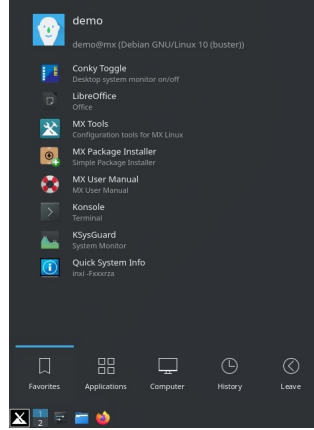 demo
demo@mx (Debian GNU/Linux 10 (buster))
Conky Toggle
Desktop system monitor on/off
LibreOffice
Office
MX Tools
Configuration tools for MX Linux
MX Package Installer
Simple Package Installer
MX User Manual
MX User Manual
Konsole
Terminal
KSysGuard
System Monitor
Quick System Info
inxi -Fxxxrza
Favorites Applications Computer History Leave
1
2